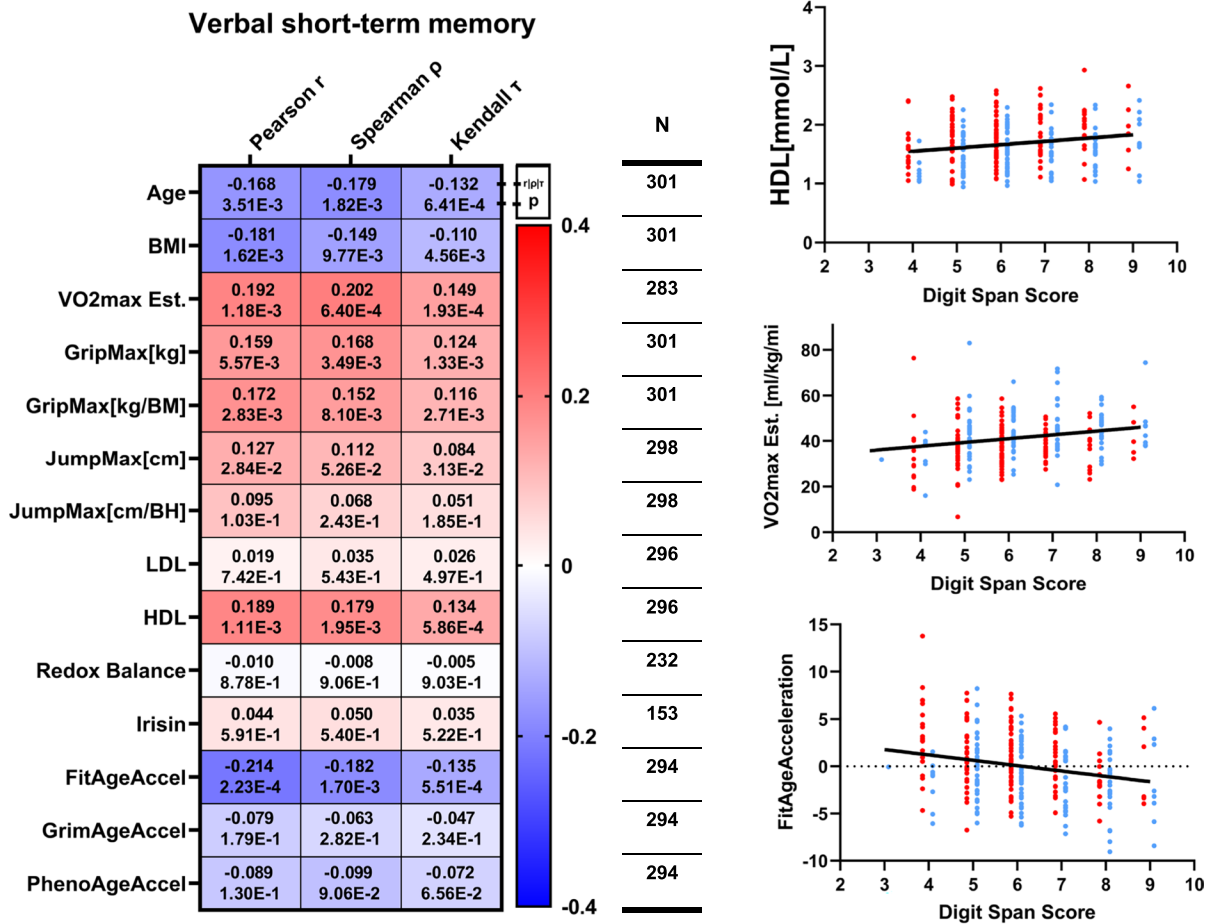 Verbal short-term memory
Pearson r
Spearman ρ
Kendall τ
N
Age
-0.168 -0.179 -0.132
3.51E-3 1.82E-3 6.41E-4
r|ρ|τ
p
301
BMI
-0.181 -0.149 -0.110
1.62E-3 9.77E-3 4.56E-3
301
VO2max Est.
0.192 0.202 0.149
1.18E-3 6.40E-4 1.93E-4
283
GripMax[kg]
0.159 0.168 0.124
5.57E-3 3.49E-3 1.33E-3
301
GripMax[kg/BM]
0.172 0.152 0.116
2.83E-3 8.10E-3 2.71E-3
301
JumpMax[cm]
0.127 0.112 0.084
2.84E-2 5.26E-2 3.13E-2
298
JumpMax[cm/BH]
0.095 0.068 0.051
1.03E-1 2.43E-1 1.85E-1
298
LDL
0.019 0.035 0.026
7.42E-1 5.43E-1 4.97E-1
296
HDL
0.189 0.179 0.134
1.11E-3 1.95E-3 5.86E-4
296
Redox Balance
-0.010 -0.008 -0.005
8.78E-1 9.06E-1 9.03E-1
232
Irisin
0.044 0.050 0.035
5.91E-1 5.40E-1 5.22E-1
153
FitAgeAccel
-0.214 -0.182 -0.135
2.23E-4 1.70E-3 5.51E-4
294
GrimAgeAccel
-0.079 -0.063 -0.047
1.79E-1 2.82E-1 2.34E-1
294
PhenoAgeAccel
-0.089 -0.099 -0.072
1.30E-1 9.06E-2 6.56E-2
294
0.4
0.2
0
-0.2
-0.4
HDL[mmol/L]
4
3
2
1
0
2 3 4 5 6 7 8 9 10
Digit Span Score
VO2max Est. [ml/kg/mi
80
60
40
20
0
2 3 4 5 6 7 8 9 10
Digit Span Score
FitAgeAcceleration
15
10
5
0
-5
-10
2 3 4 5 6 7 8 9 10
Digit Span Score